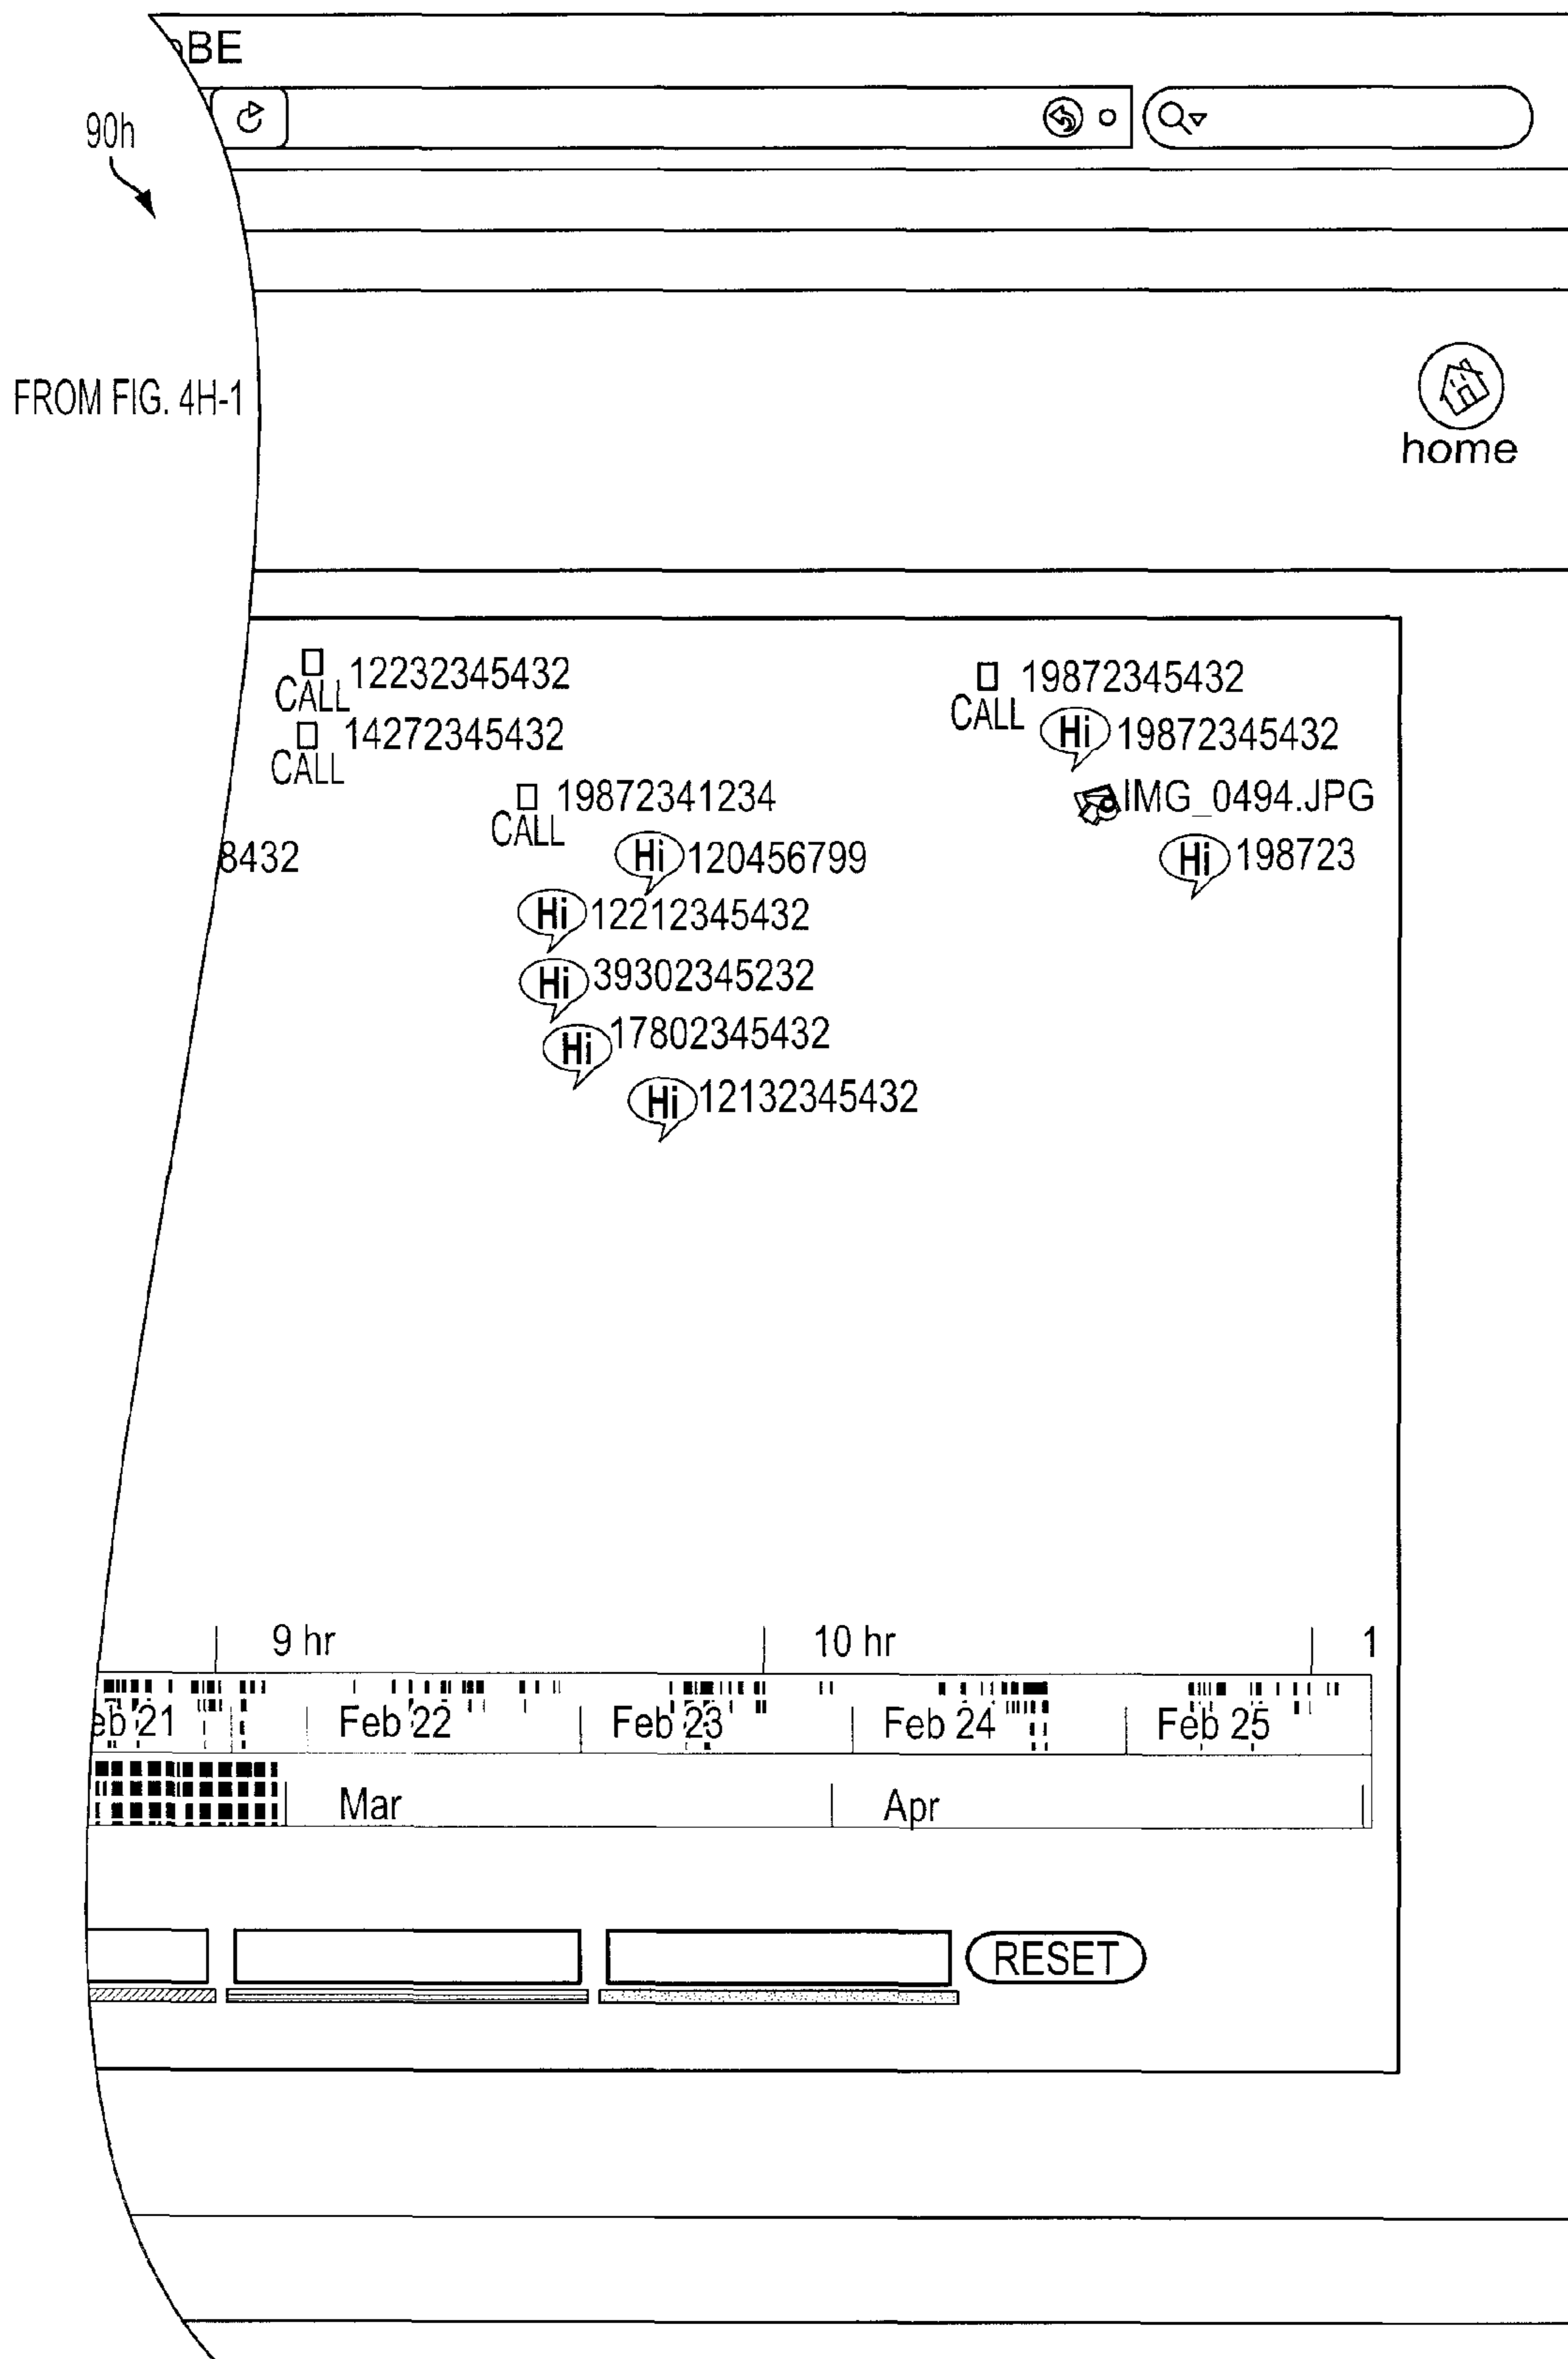 BE
90h
FROM FIG. 4H-1
home
CALL 12232345432
CALL 14272345432
CALL 19872341234
8432
Hi 120456799
Hi 12212345432
Hi 39302345232
Hi 17802345432
Hi 12132345432
CALL 19872345432
Hi 19872345432
IMG_0494.JPG
Hi 198723
9 hr 10 hr 1
eb 21 Feb 22 Feb 23 Feb 24 Feb 25
Mar Apr
RESET